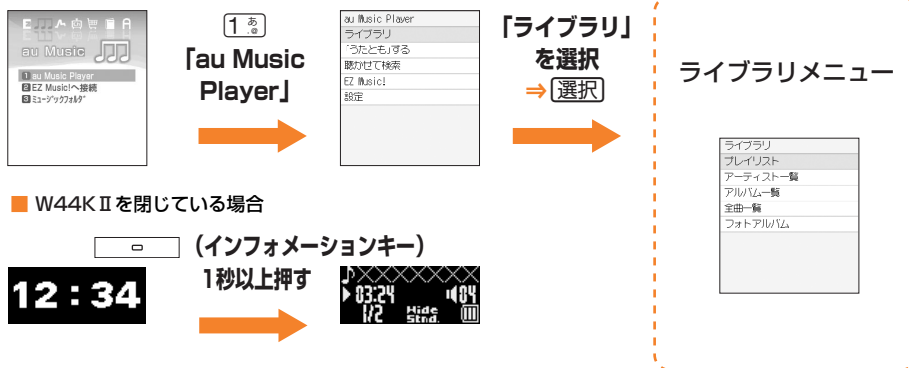 E
au Music
1 au Music Player
2 EZ Music!へ接続
3 ミュージックフォルダ
1 あ .@
「au Music
Player」
au Music Player
ライブラリ
「うたとも」する
聴かせて検索
EZ Music!
設定
「ライブラリ」
を選択
⇒選択
ライブラリメニュー
ライブラリ
プレイリスト
アーティスト一覧
アルバム一覧
全曲一覧
フォトアルバム
■ W44KⅡを閉じている場合
(インフォメーションキー)
1秒以上押す
12:34
03:24 04
1/2 Hide Stnd.